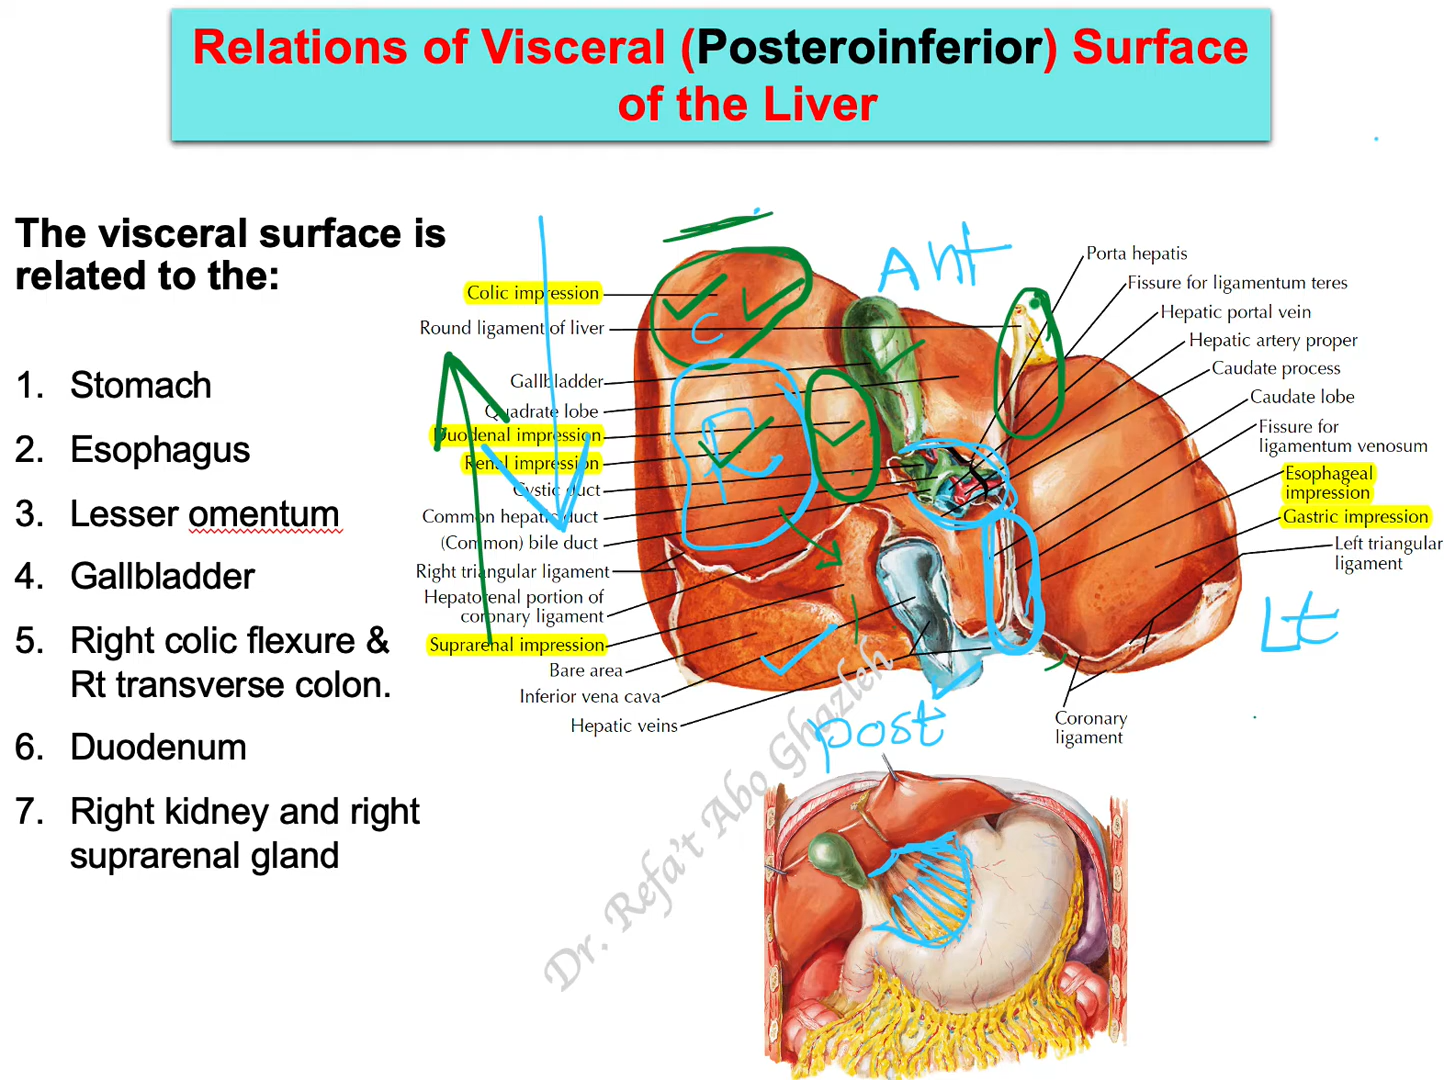 Relations of Visceral (Posteroinferior) Surface
of the Liver
The visceral surface is
related to the:
1. Stomach
2. Esophagus
3. Lesser omentum
4. Gallbladder
5. Right colic flexure &
Rt transverse colon.
6. Duodenum
7. Right kidney and right
suprarenal gland
Colic impression
Round ligament of liver
Gallbladder
Quadrate lobe
Duodenal impression
Renal impression
Cystic duct
Common hepatic duct
(Common) bile duct
Right triangular ligament
Hepatorenal portion of
coronary ligament
Suprarenal impression
Bare area
Inferior vena cava
Hepatic veins
Ant
C
R
post
Lt
Porta hepatis
Fissure for ligamentum teres
Hepatic portal vein
Hepatic artery proper
Caudate process
Caudate lobe
Fissure for
ligamentum venosum
Esophageal
impression
Gastric impression
Left triangular
ligament
Coronary
ligament
Dr. Refa't Abo Ghazleh